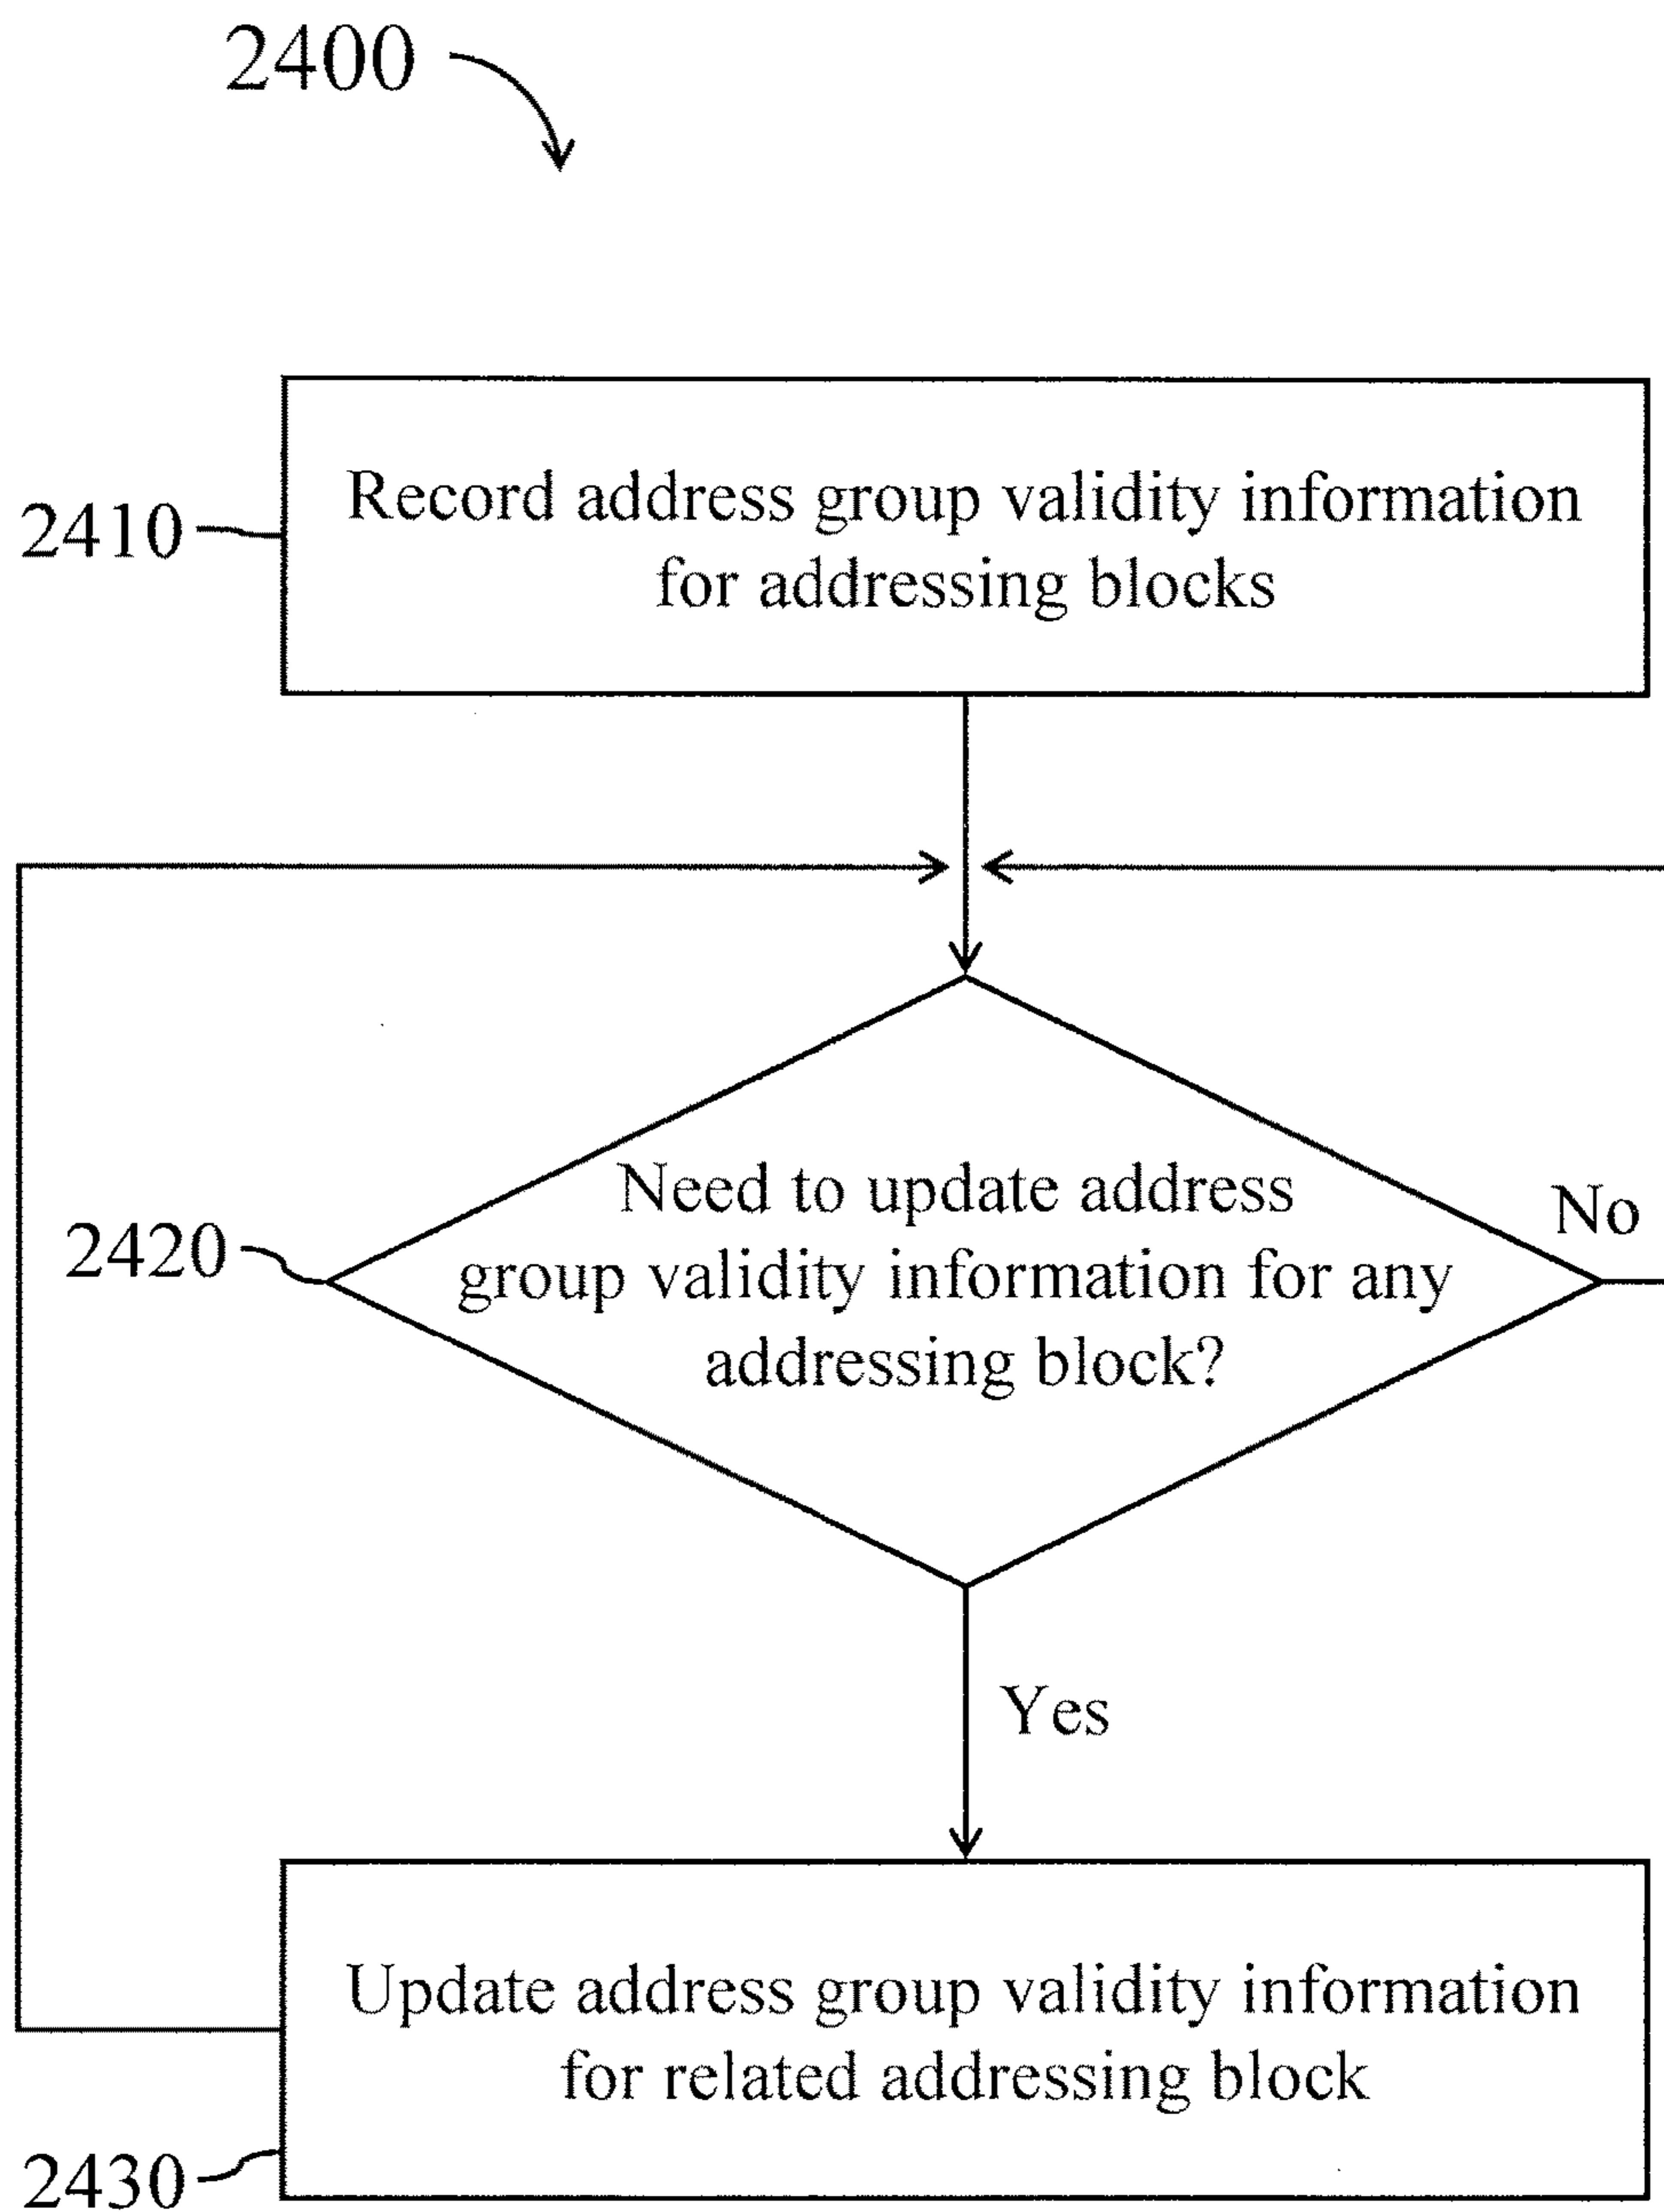 2400
2410
Record address group validity information
for addressing blocks
2420
Need to update address
group validity information for any
addressing block?
No
Yes
Update address group validity information
for related addressing block
2430